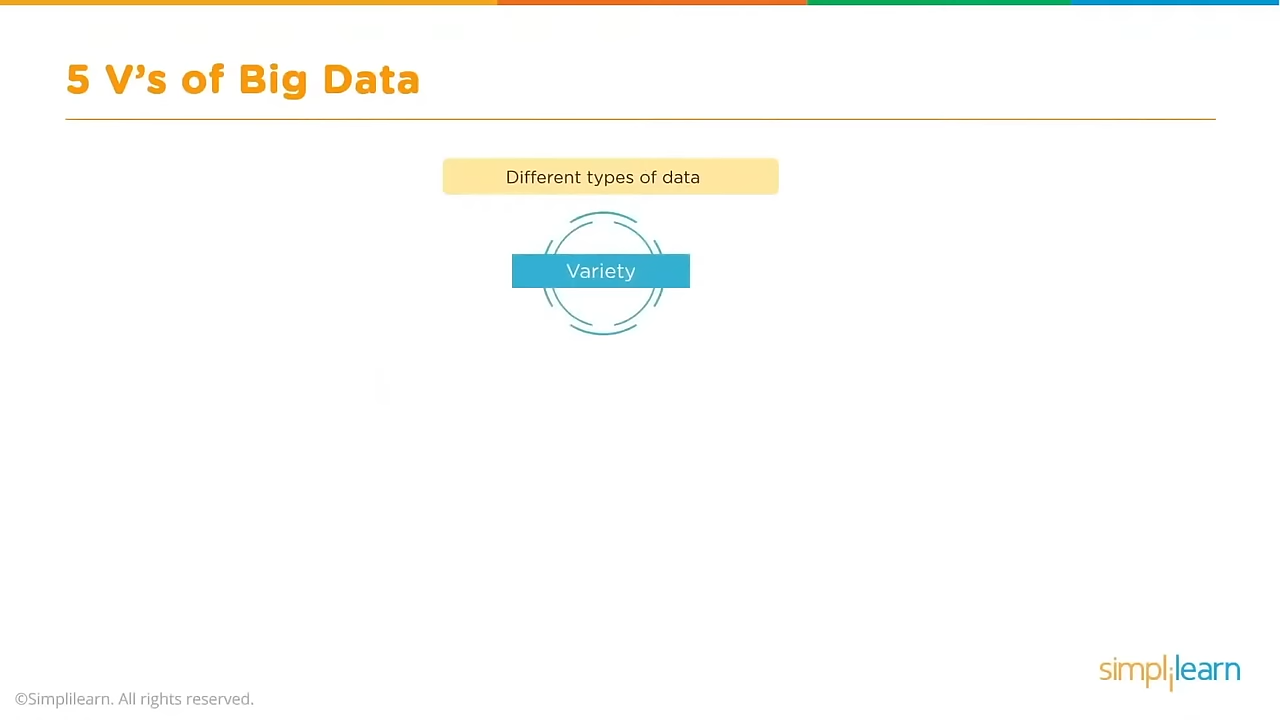 5 V’s of Big Data
Different types of data
Variety
simplilearn
©Simplilearn. All rights reserved.